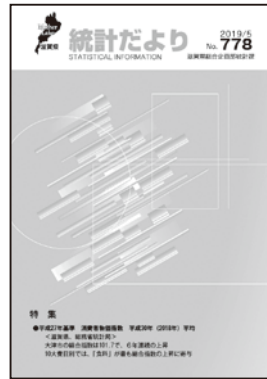 滋賀県
統計だより
STATISTICAL INFORMATION
2019/5
No. 778
滋賀県総合企画部統計課
特集
●平成27年基準 消費者物価指数 平成30年(2018年)平均
<滋賀県、総務省統計局>
大津市の総合指数は101.7で、6年連続の上昇
10大費目別では、「食料」が最も総合指数の上昇に寄与